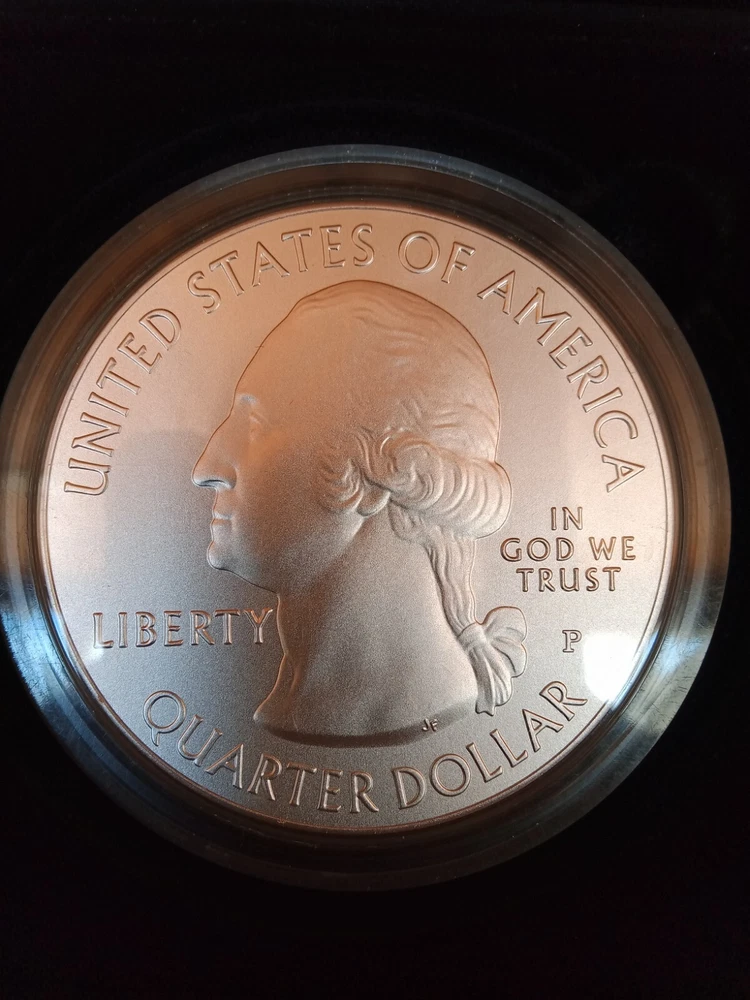 UNITED STATES OF AMERICA
IN
GOD WE
TRUST
LIBERTY
P
JF
QUARTER DOLLAR